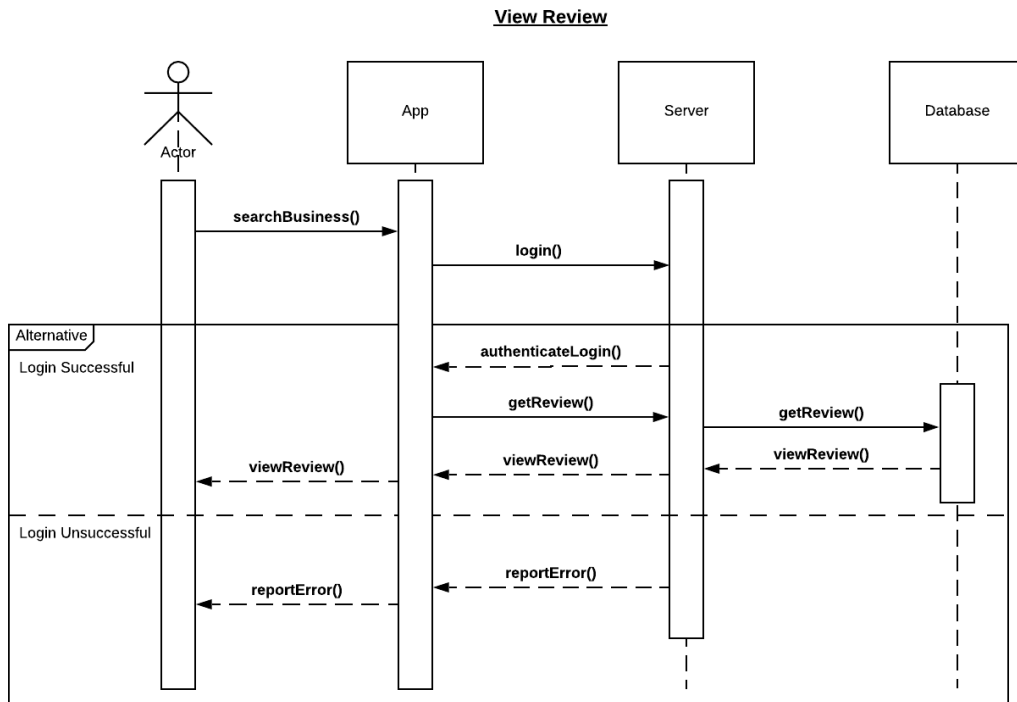 View Review
Actor
App
Server
Database
searchBusiness()
login()
Alternative
Login Successful
authenticateLogin()
getReview()
getReview()
viewReview()
viewReview()
viewReview()
Login Unsuccessful
reportError()
reportError()